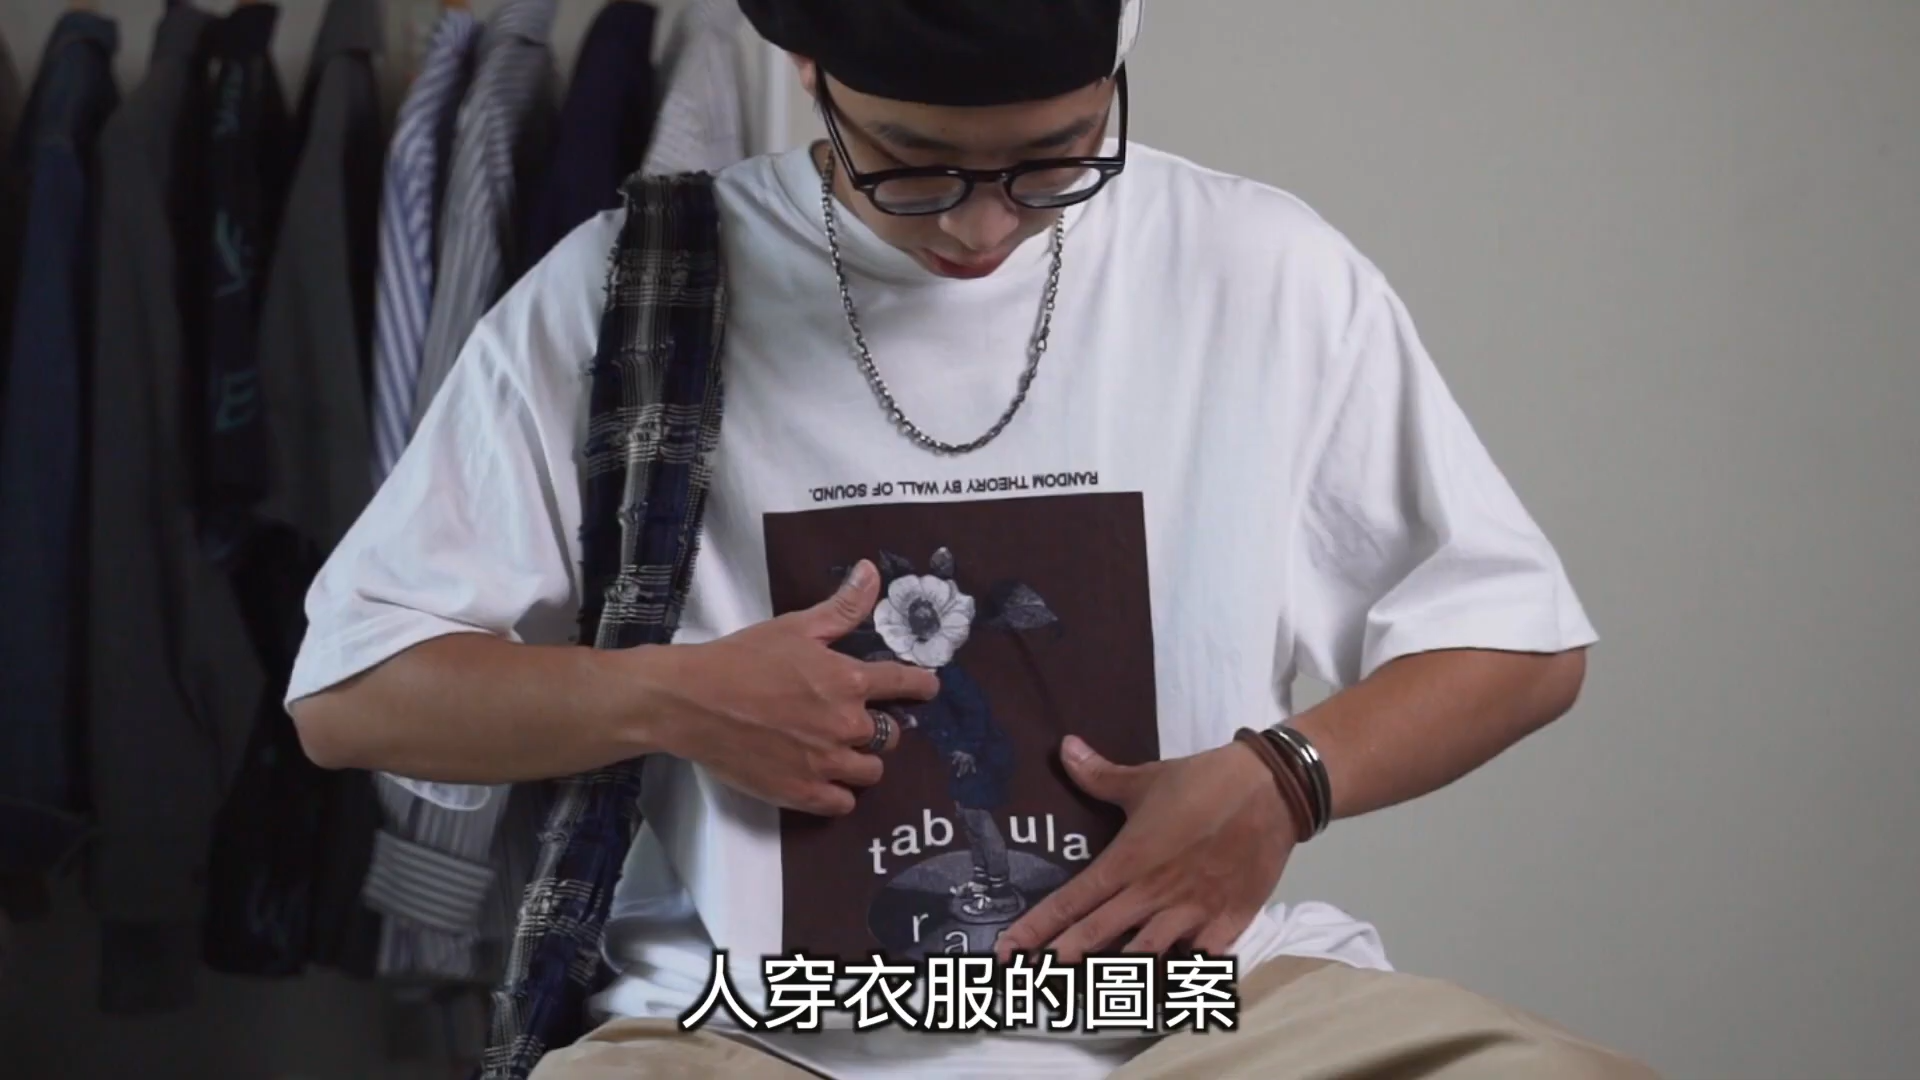 RANDOM THEORY BY WALL OF SOUND.
tab ula
ra
人穿衣服的圖案